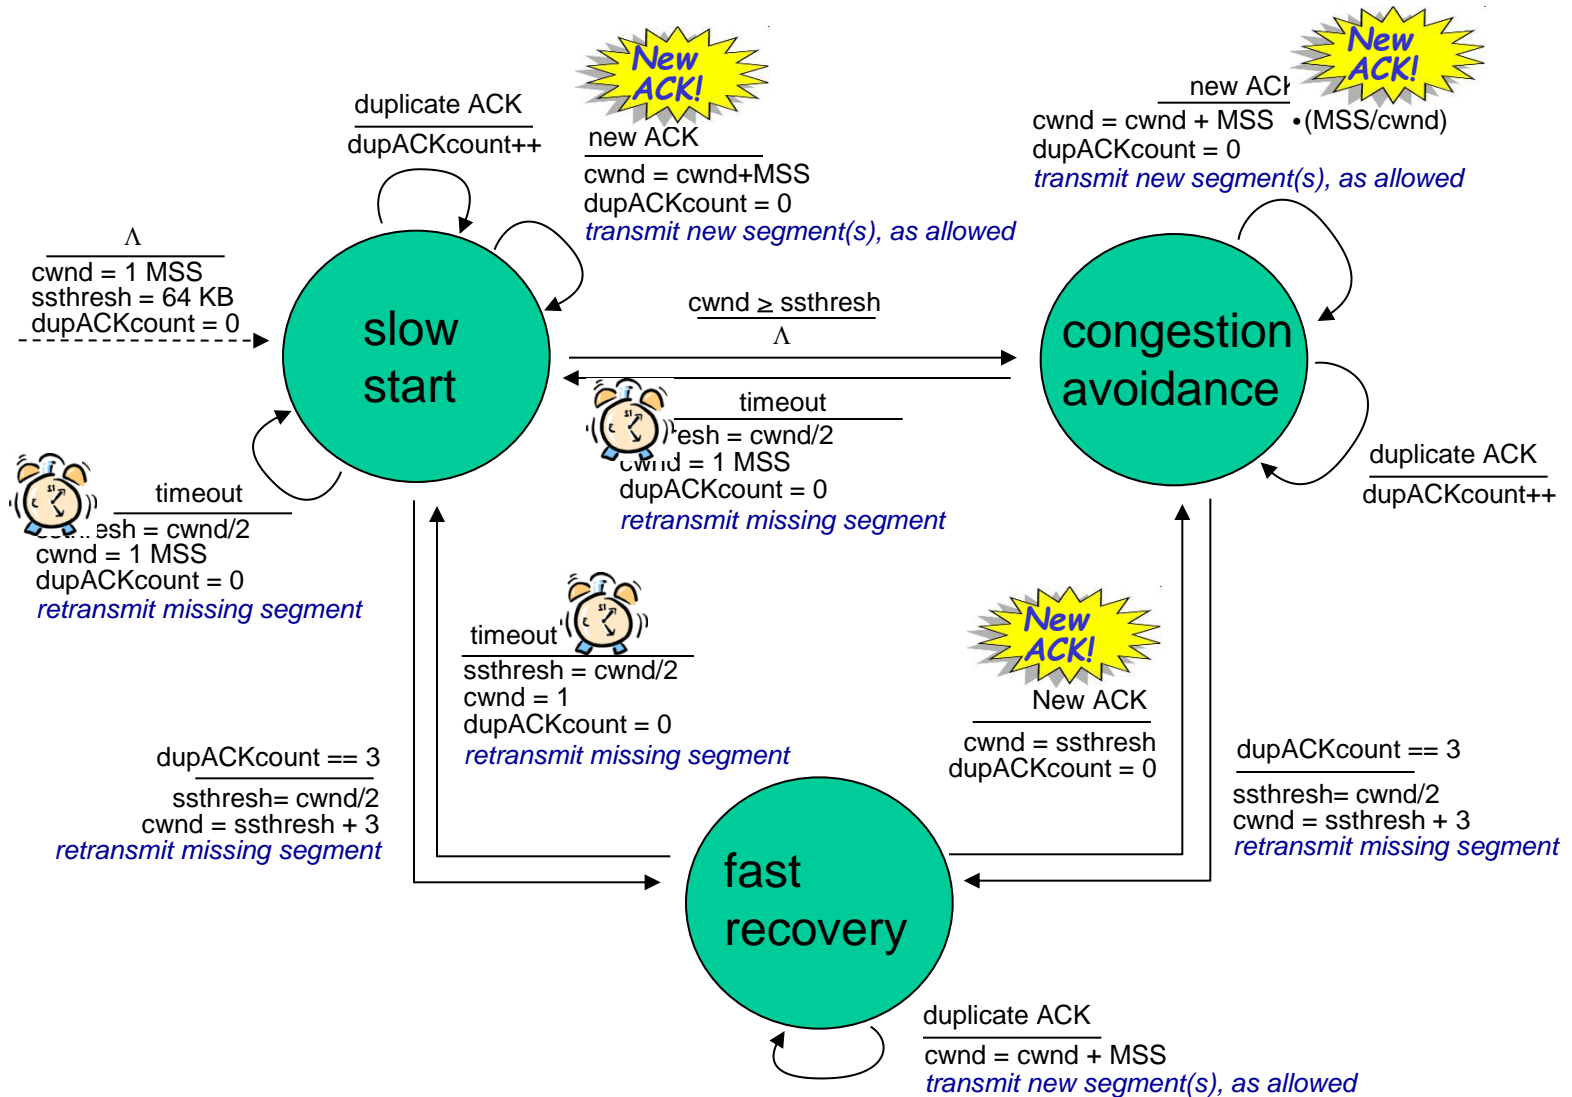 New
ACK!
duplicate ACK
dupACKcount++
new ACK
cwnd = cwnd+MSS
dupACKcount = 0
transmit new segment(s), as allowed
New
ACK!
new ACK
cwnd = cwnd + MSS •(MSS/cwnd)
dupACKcount = 0
transmit new segment(s), as allowed
Λ
cwnd = 1 MSS
ssthresh = 64 KB
dupACKcount = 0
slow
start
cwnd ≥ ssthresh
Λ
congestion
avoidance
timeout
esh = cwnd/2
cwnd = 1 MSS
dupACKcount = 0
retransmit missing segment
duplicate ACK
dupACKcount++
timeout
esh = cwnd/2
cwnd = 1 MSS
dupACKcount = 0
retransmit missing segment
timeout
ssthresh = cwnd/2
cwnd = 1
dupACKcount = 0
retransmit missing segment
New
ACK!
New ACK
cwnd = ssthresh
dupACKcount = 0
dupACKcount == 3
ssthresh= cwnd/2
cwnd = ssthresh + 3
retransmit missing segment
dupACKcount == 3
ssthresh= cwnd/2
cwnd = ssthresh + 3
retransmit missing segment
fast
recovery
duplicate ACK
cwnd = cwnd + MSS
transmit new segment(s), as allowed